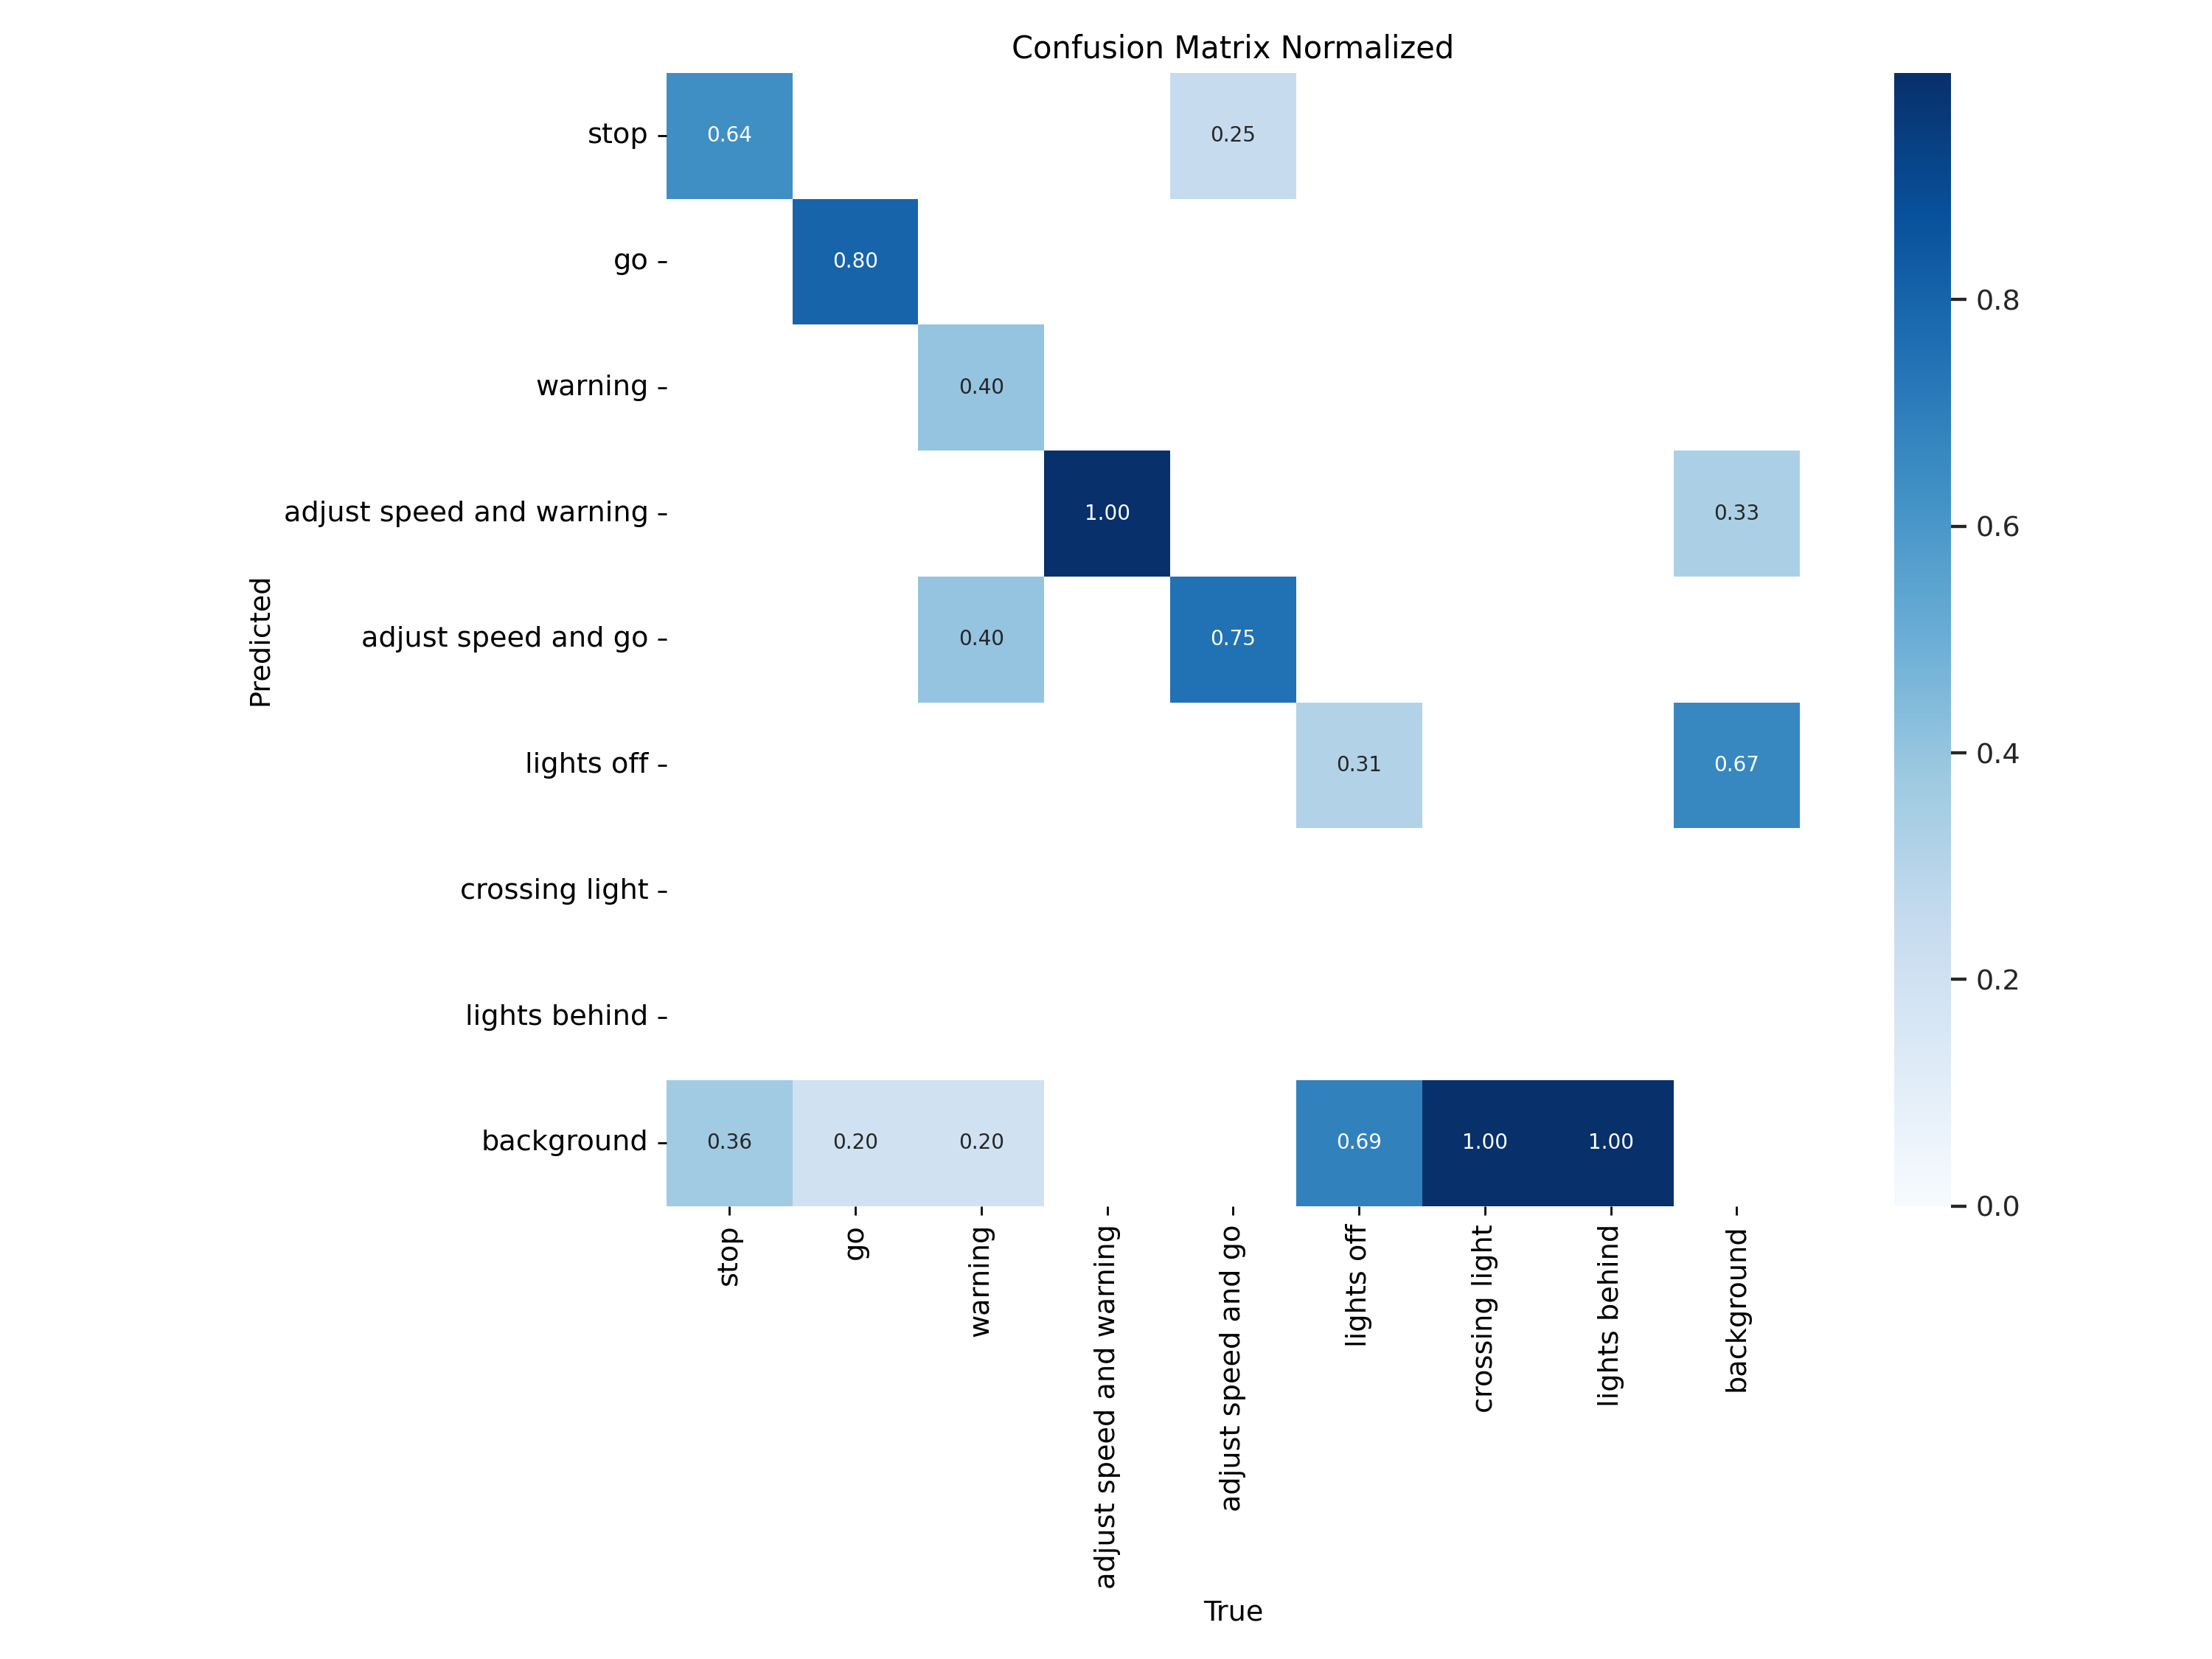 Confusion Matrix Normalized
stop 0.64 0.25
go 0.80
warning 0.40
adjust speed and warning 1.00 0.33
adjust speed and go 0.40 0.75
lights off 0.31 0.67
crossing light
lights behind
background 0.36 0.20 0.20 0.69 1.00 1.00
Predicted
stop
go
warning
adjust speed and warning
adjust speed and go
lights off
crossing light
lights behind
background
True
0.8
0.6
0.4
0.2
0.0